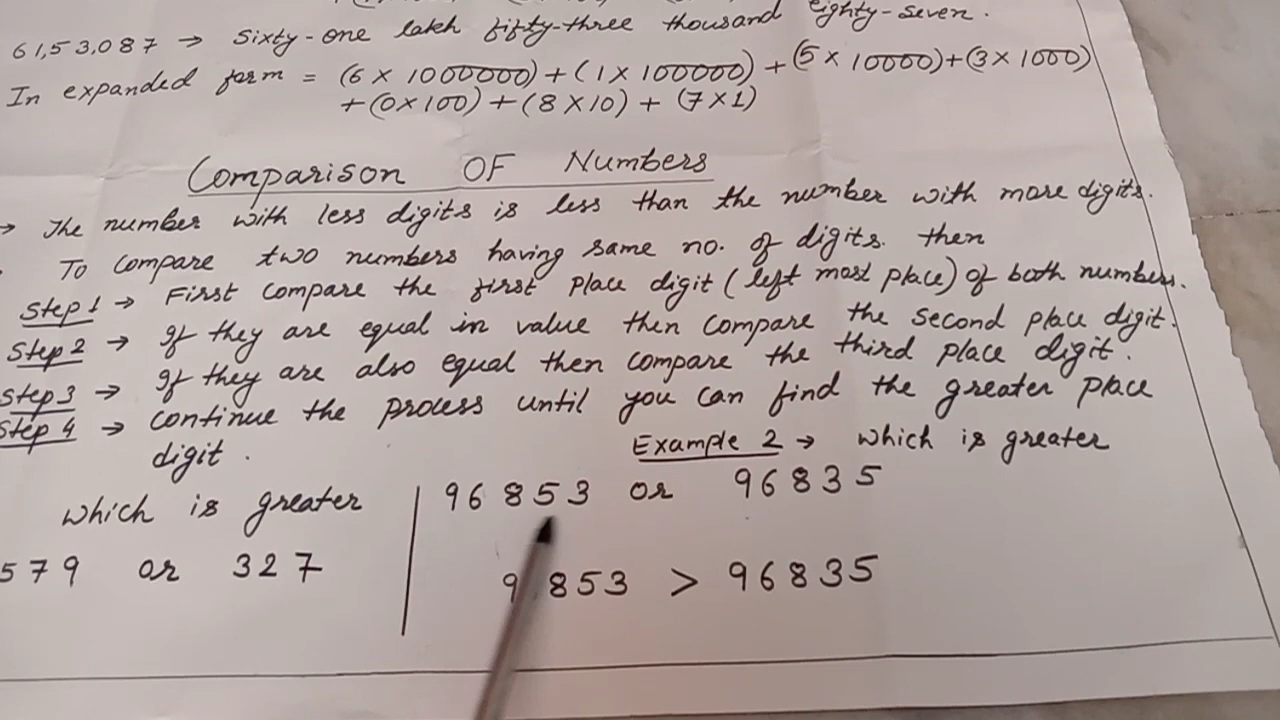 eighty-seven.
61,53,087 → Sixty-one lakh fifty-three thousand
In expanded form = (6 × 1000000) + (1 × 100000) + (5 × 10000) + (3 × 1000)
+ (0×100) + (8 ×10) + (7 ×1)
Comparison OF Numbers
→ The number with less digits is less than the number with more digits.
To compare two numbers having same no. of digits. then
Step 1 → First compare the first place digit (left most place) of both numbers.
Step 2 → If they are equal in value then compare the second place digit.
Step 3 → If they are also equal then compare the third place digit.
Step 4 → continue the process until you can find the greater place
digit.
Example 2 → which is greater
which is greater
96853 or 96835
579 or 327
9 853 > 96835